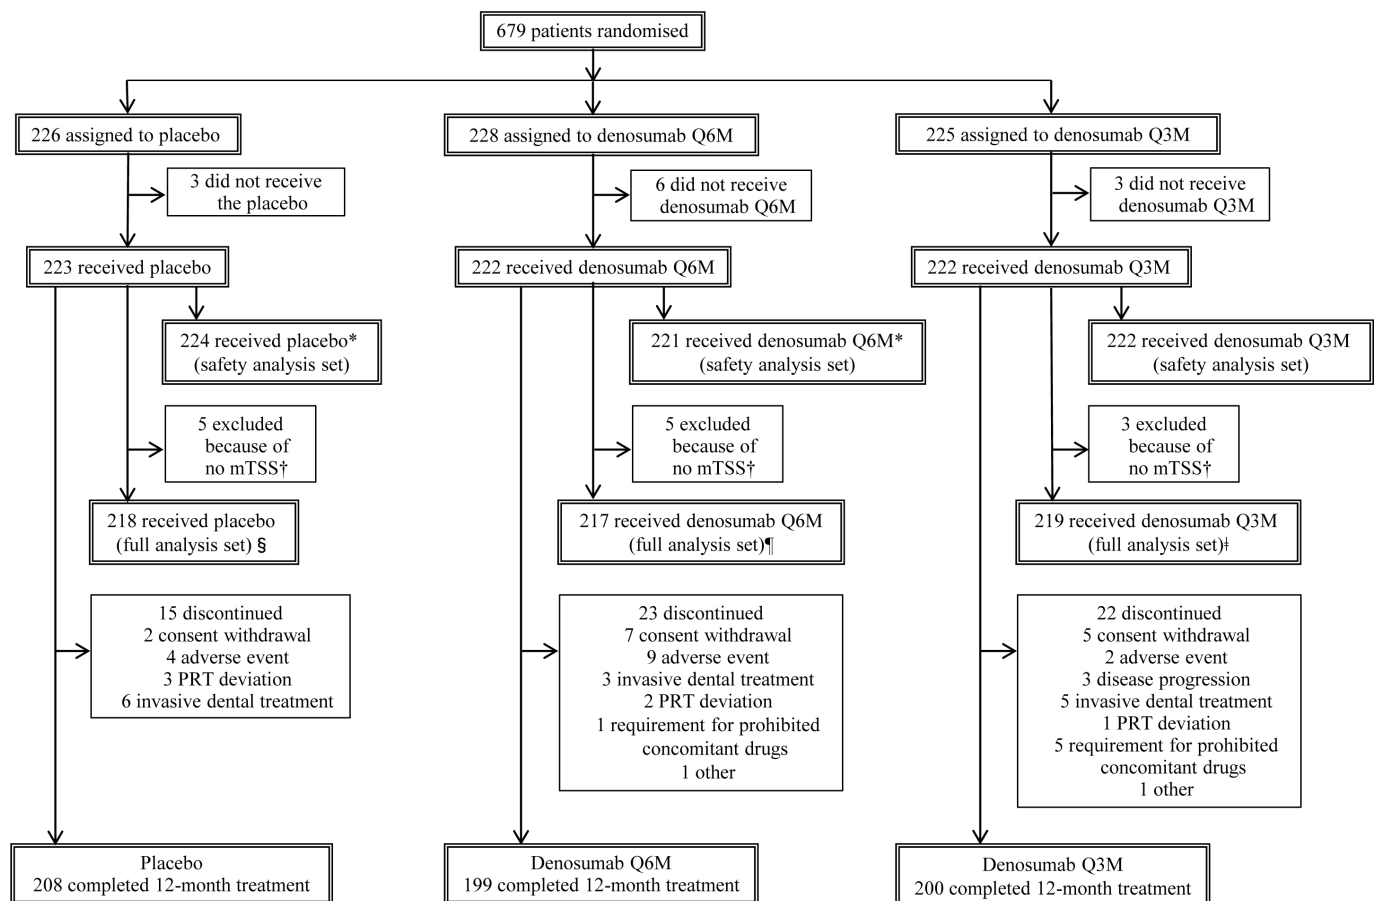 679 patients randomised
226 assigned to placebo
228 assigned to denosumab Q6M
225 assigned to denosumab Q3M
3 did not receive
the placebo
6 did not receive
denosumab Q6M
3 did not receive
denosumab Q3M
223 received placebo
222 received denosumab Q6M
222 received denosumab Q3M
224 received placebo*
(safety analysis set)
221 received denosumab Q6M*
(safety analysis set)
222 received denosumab Q3M
(safety analysis set)
5 excluded
because of
no mTSS†
5 excluded
because of
no mTSS†
3 excluded
because of
no mTSS†
218 received placebo
(full analysis set) §
217 received denosumab Q6M
(full analysis set)¶
219 received denosumab Q3M
(full analysis set)‡
15 discontinued
2 consent withdrawal
4 adverse event
3 PRT deviation
6 invasive dental treatment
23 discontinued
7 consent withdrawal
9 adverse event
3 invasive dental treatment
2 PRT deviation
1 requirement for prohibited
concomitant drugs
1 other
22 discontinued
5 consent withdrawal
2 adverse event
3 disease progression
5 invasive dental treatment
1 PRT deviation
5 requirement for prohibited
concomitant drugs
1 other
Placebo
208 completed 12-month treatment
Denosumab Q6M
199 completed 12-month treatment
Denosumab Q3M
200 completed 12-month treatment